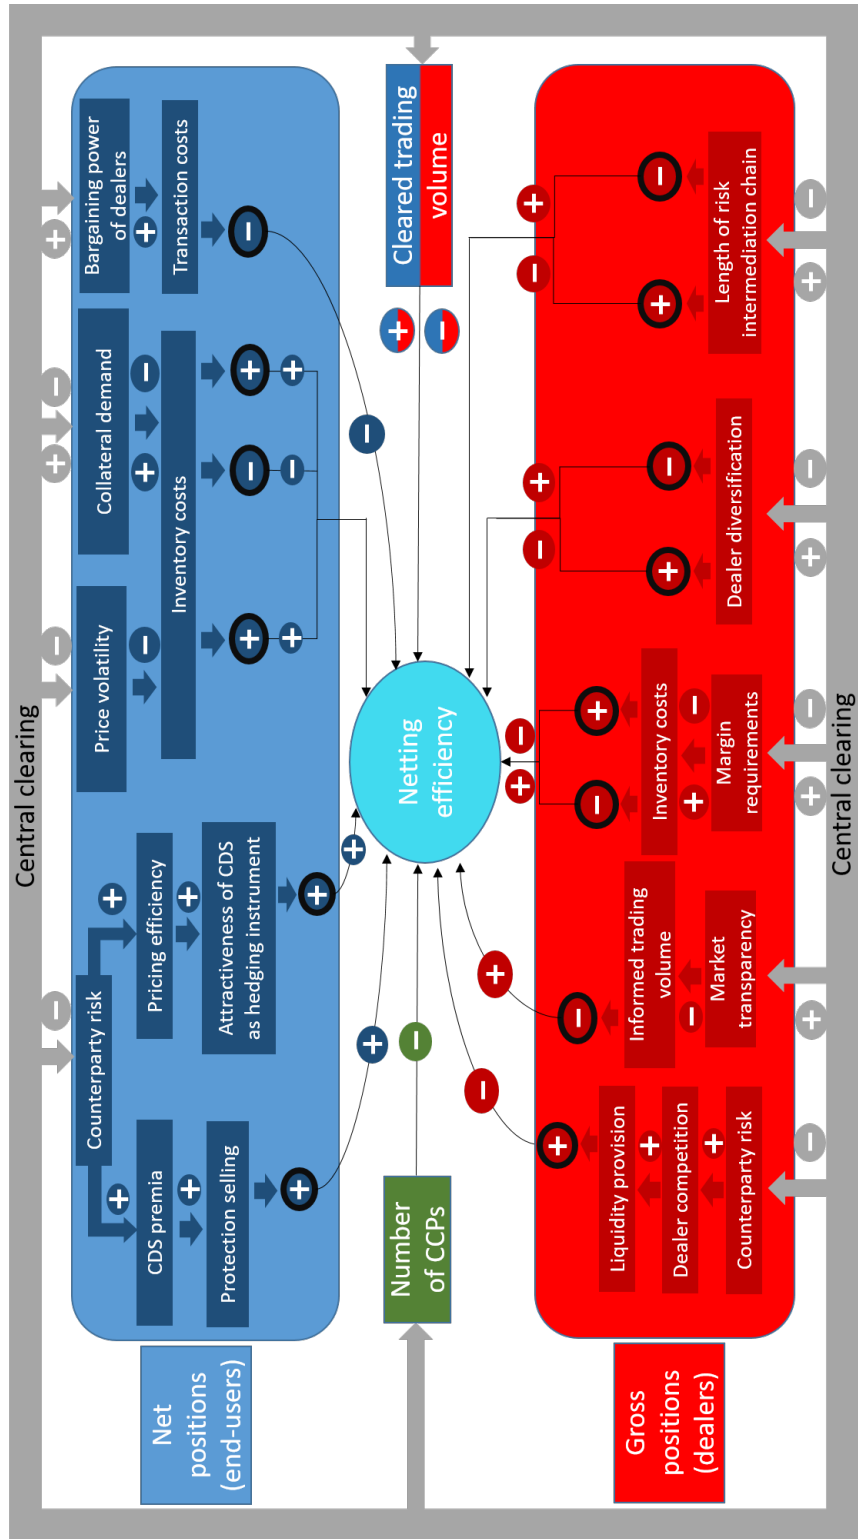 Central clearing
− − + − +
Net
positions
(end-users)
Counterparty risk
+ +
CDS premia
+
Protection selling
+
Pricing efficiency
+
Attractiveness of CDS
as hedging instrument
+
Price volatility
−
Collateral demand
+ −
Inventory costs
+ − +
+ − +
Bargaining power
of dealers
+
Transaction costs
−
+ + −
Number
of CCPs
−
Netting
efficiency
+
−
Cleared trading
volume
Gross
positions
(dealers)
− + + − − + − +
+
Liquidity provision
+
Dealer competition
+
Counterparty risk
−
Informed trading
volume
−
Market
transparency
− +
Inventory costs
+ −
Margin
requirements
+ −
Dealer diversification
+ −
Length of risk
intermediation chain
− + + − + − + −
Central clearing